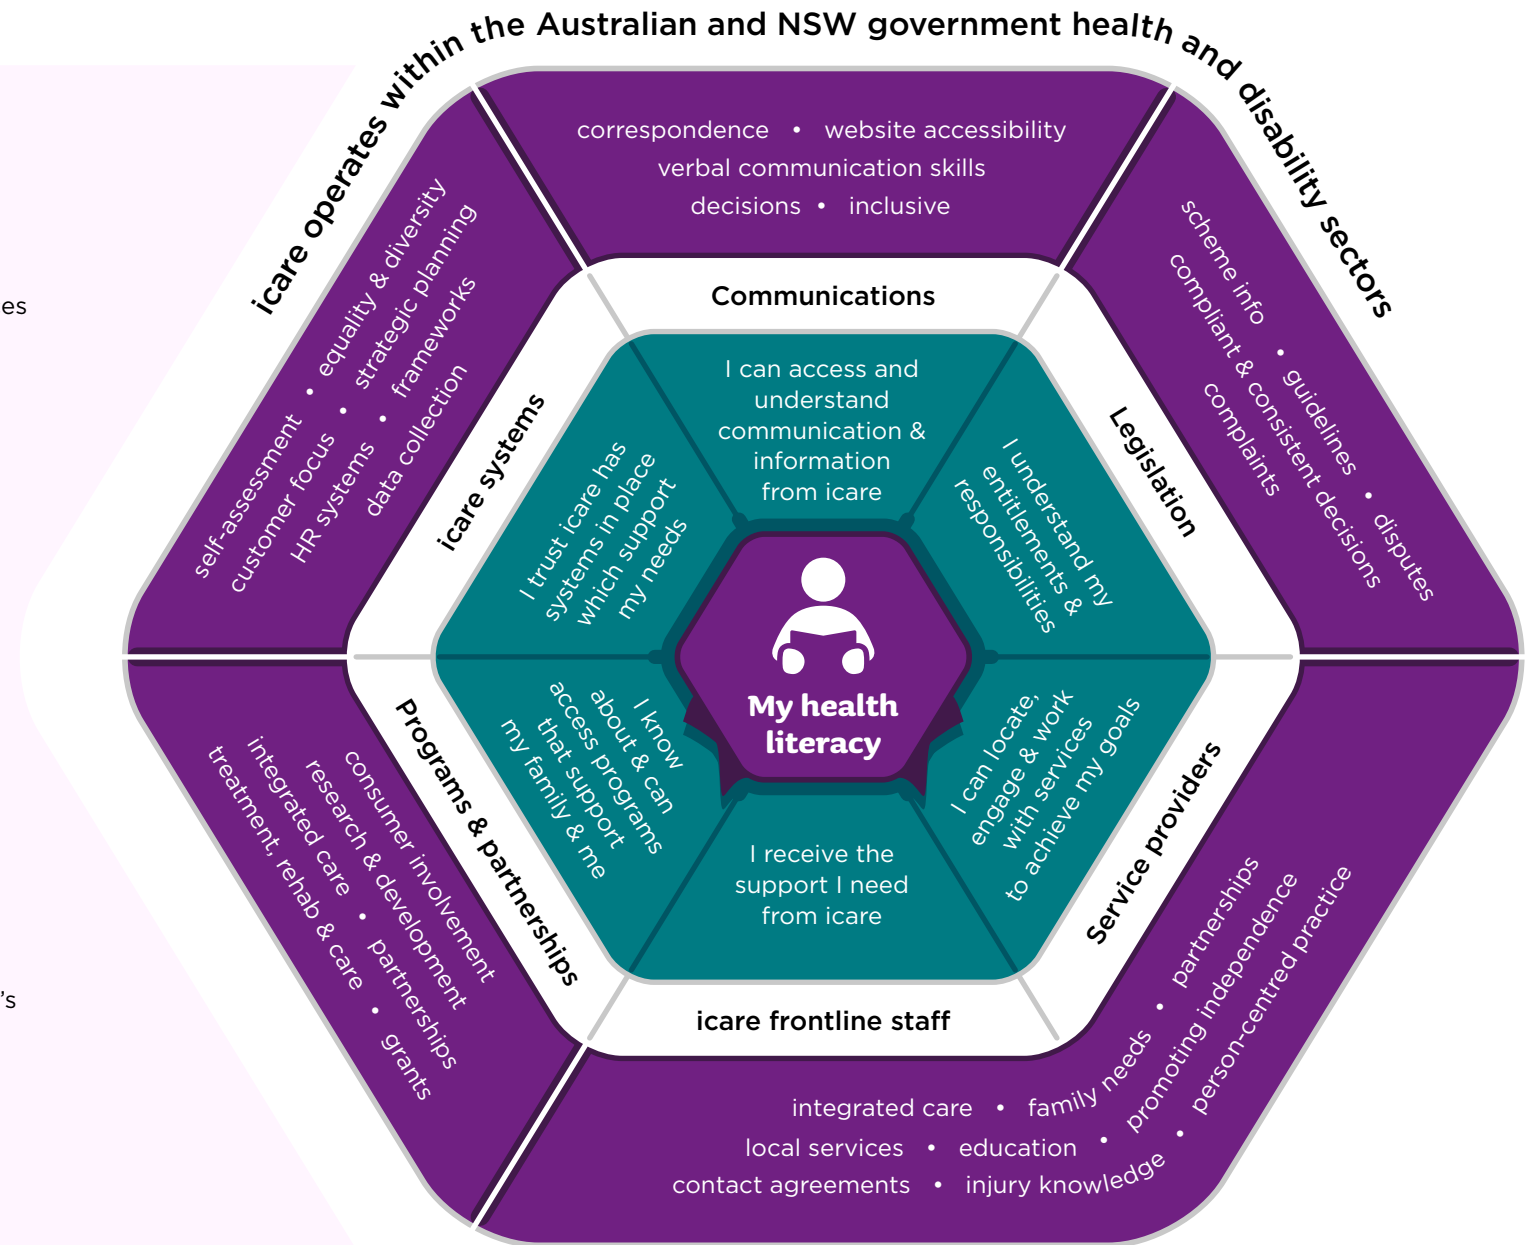 icare operates within the Australian and NSW government health and disability sectors
correspondence • website accessibility
verbal communication skills
decisions • inclusive
Communications
I can access and
understand
communication &
information
from icare
scheme info • guidelines • disputes
compliant & consistent decisions
complaints
Legislation
I understand my
entitlements &
responsibilities
Service providers
I can locate,
engage & work
with services
to achieve my goals
integrated care • family needs • partnerships
local services • education • promoting independence
contact agreements • injury knowledge • person-centred practice
icare frontline staff
I receive the
support I need
from icare
Programs & partnerships
I know
about & can
access programs
that support
my family & me
consumer involvement
research & development
integrated care • partnerships
treatment, rehab & care • grants
icare systems
I trust icare has
systems in place
which support
my needs
self-assessment • equality & diversity
customer focus • strategic planning
HR systems • frameworks
data collection
My health
literacy
es
’s